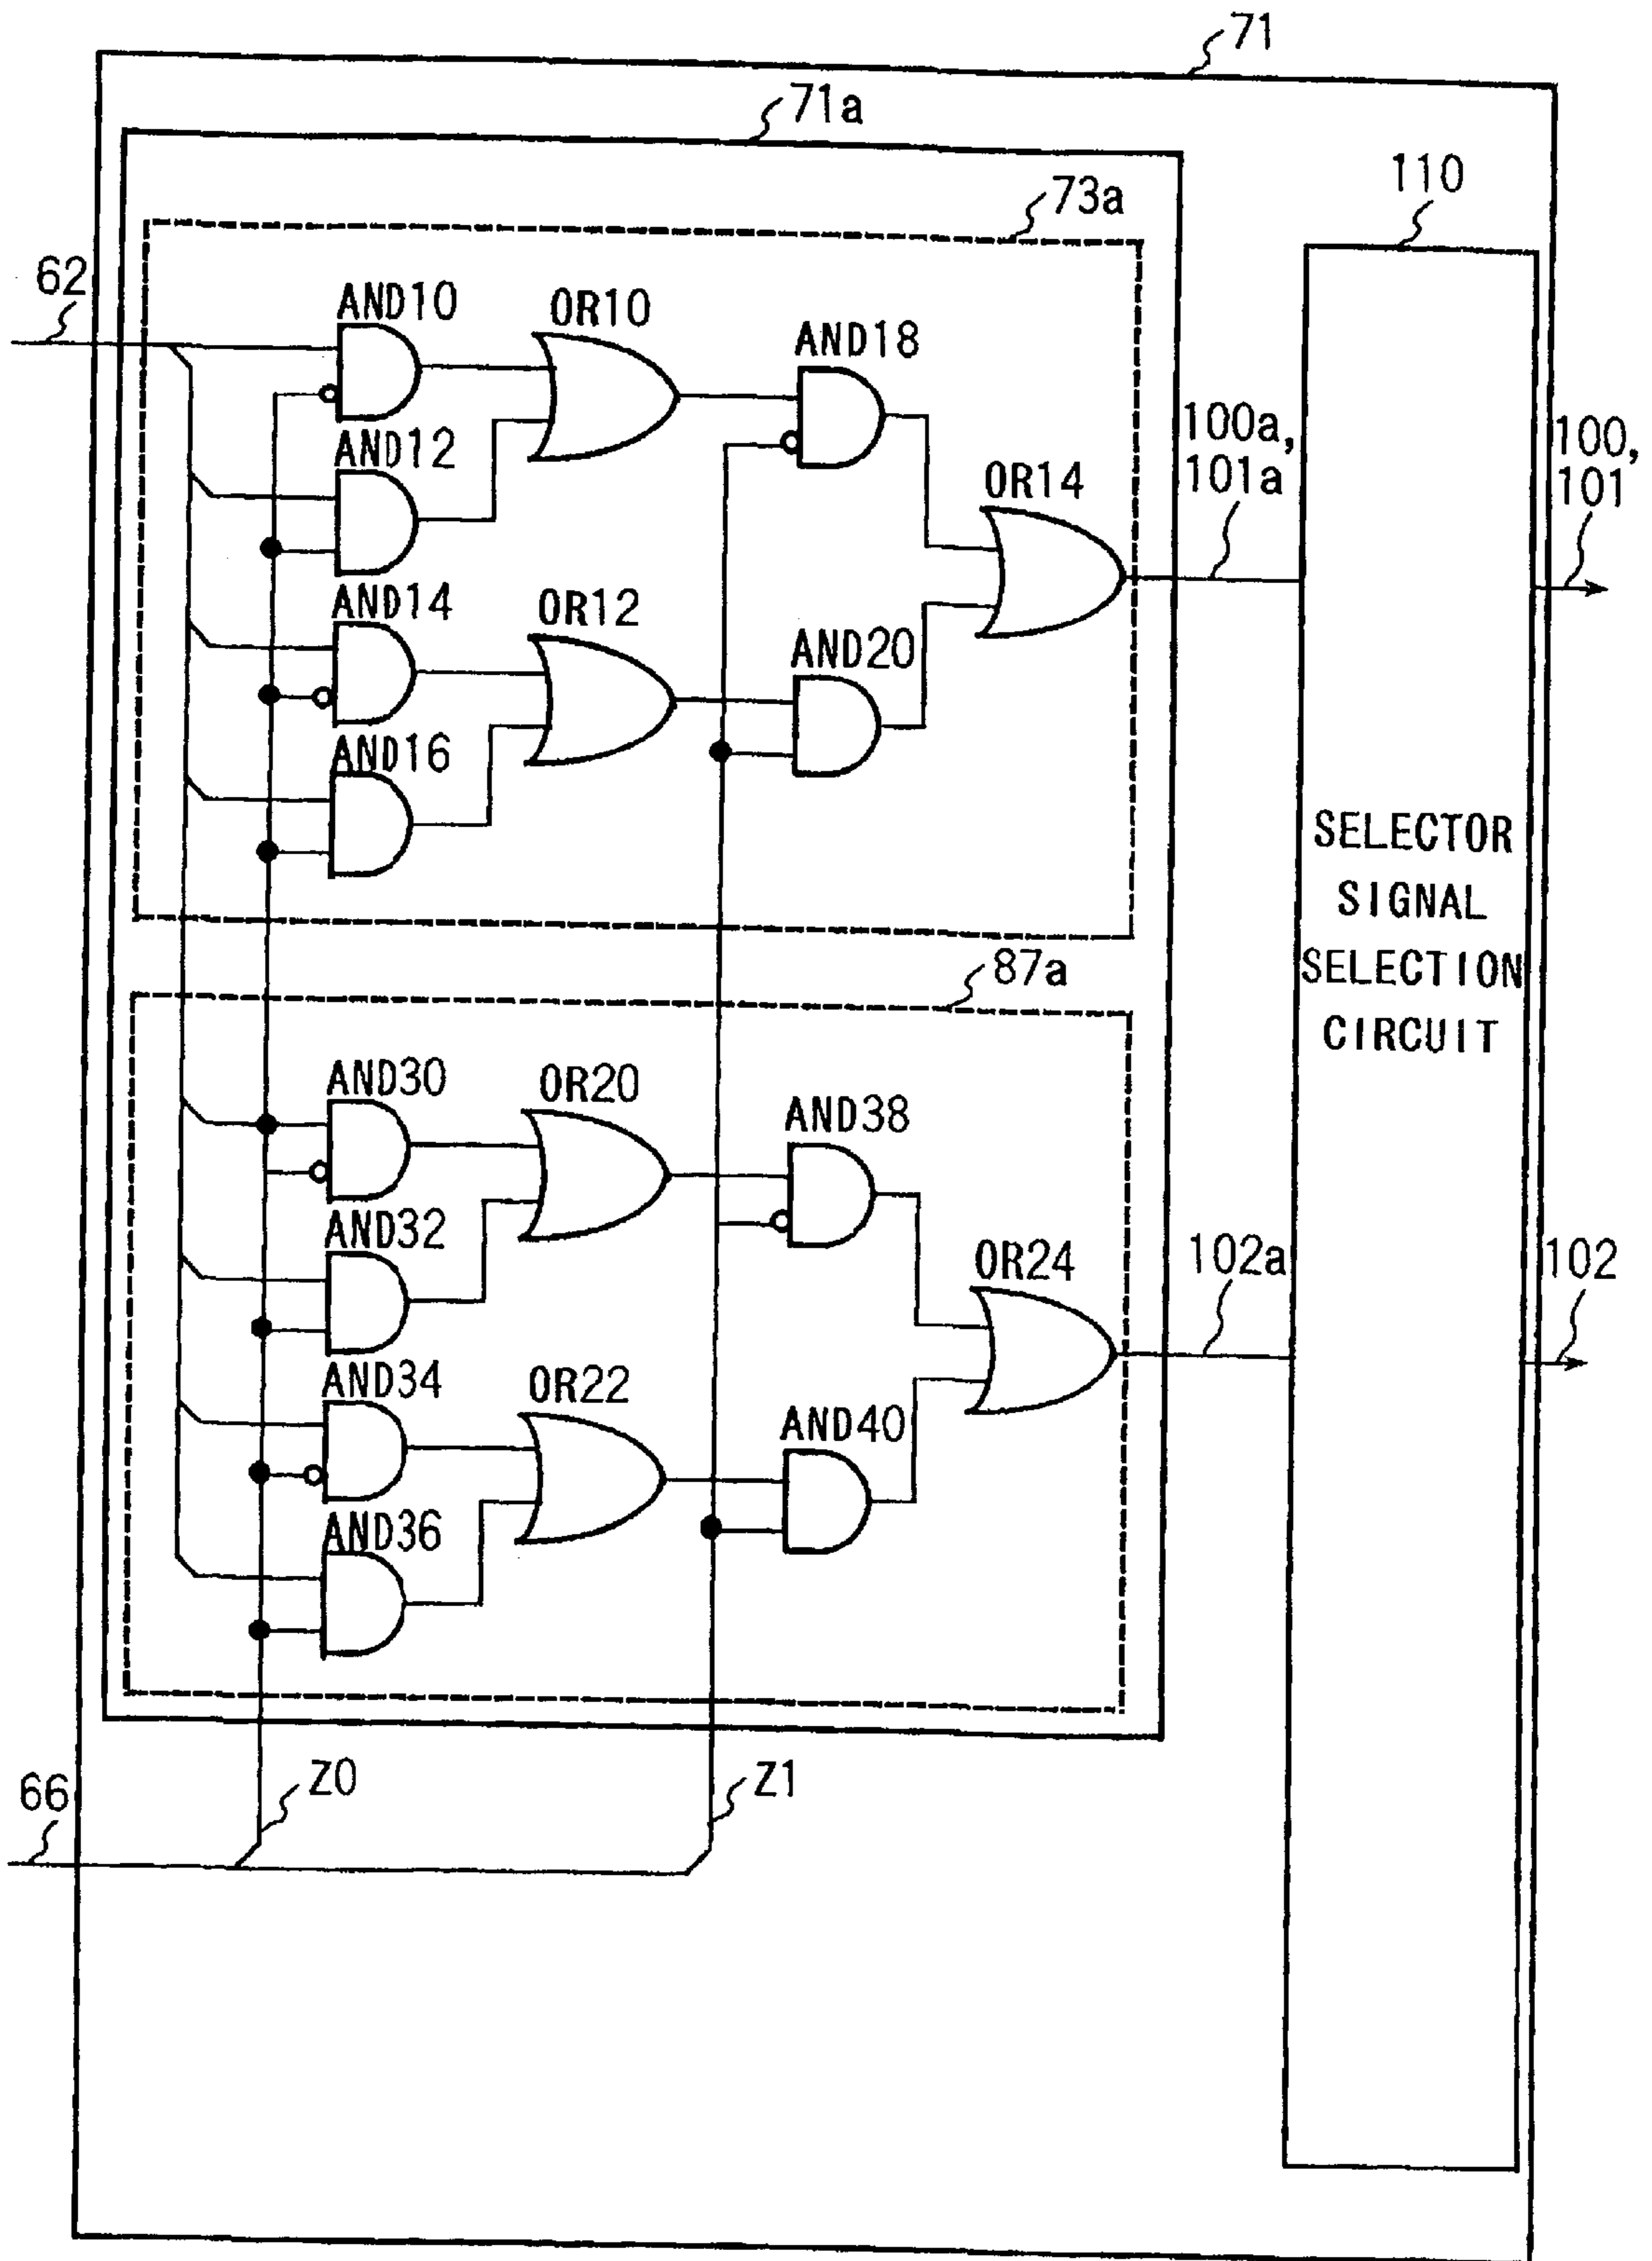 71
71a
110
73a
62
AND10
OR10
AND18
AND12
100a,
101a
100,
101
OR14
AND14
OR12
AND20
AND16
SELECTOR
SIGNAL
SELECTION
CIRCUIT
87a
AND30
OR20
AND38
AND32
OR24
102a
102
AND34
OR22
AND40
AND36
66
Z0
Z1